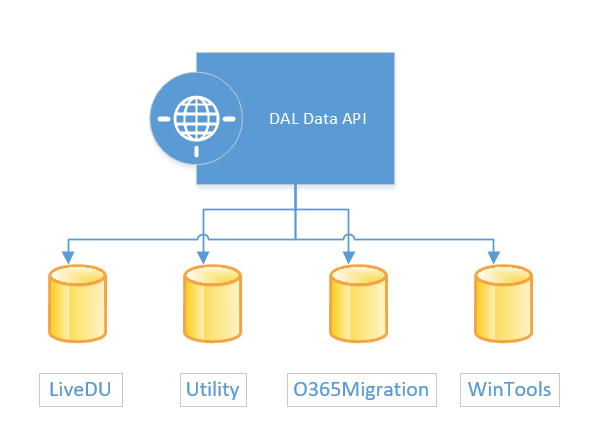 DAL Data API
LiveDU
Utility
O365Migration
WinTools